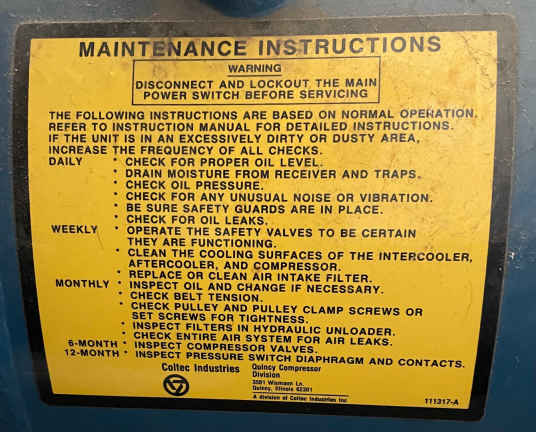 MAINTENANCE INSTRUCTIONS
WARNING
DISCONNECT AND LOCKOUT THE MAIN
POWER SWITCH BEFORE SERVICING
THE FOLLOWING INSTRUCTIONS ARE BASED ON NORMAL OPERATION.
REFER TO INSTRUCTION MANUAL FOR DETAILED INSTRUCTIONS.
IF THE UNIT IS IN AN EXCESSIVELY DIRTY OR DUSTY AREA,
INCREASE THE FREQUENCY OF ALL CHECKS.
DAILY • CHECK FOR PROPER OIL LEVEL.
• DRAIN MOISTURE FROM RECEIVER AND TRAPS.
• CHECK OIL PRESSURE.
• CHECK FOR ANY UNUSUAL NOISE OR VIBRATION.
• BE SURE SAFETY GUARDS ARE IN PLACE.
• CHECK FOR OIL LEAKS.
WEEKLY • OPERATE THE SAFETY VALVES TO BE CERTAIN
THEY ARE FUNCTIONING.
• CLEAN THE COOLING SURFACES OF THE INTERCOOLER,
AFTERCOOLER, AND COMPRESSOR.
• REPLACE OR CLEAN AIR INTAKE FILTER.
MONTHLY • INSPECT OIL AND CHANGE IF NECESSARY.
• CHECK BELT TENSION.
• CHECK PULLEY AND PULLEY CLAMP SCREWS OR
SET SCREWS FOR TIGHTNESS.
• INSPECT FILTERS IN HYDRAULIC UNLOADER.
• CHECK ENTIRE AIR SYSTEM FOR AIR LEAKS.
6-MONTH • INSPECT COMPRESSOR VALVES.
12-MONTH • INSPECT PRESSURE SWITCH DIAPHRAGM AND CONTACTS.
Coltec Industries
Quincy Compressor
Division
3501 Wismann Ln.
Quincy, Illinois 62301
A division of Coltec Industries Inc
111317-A